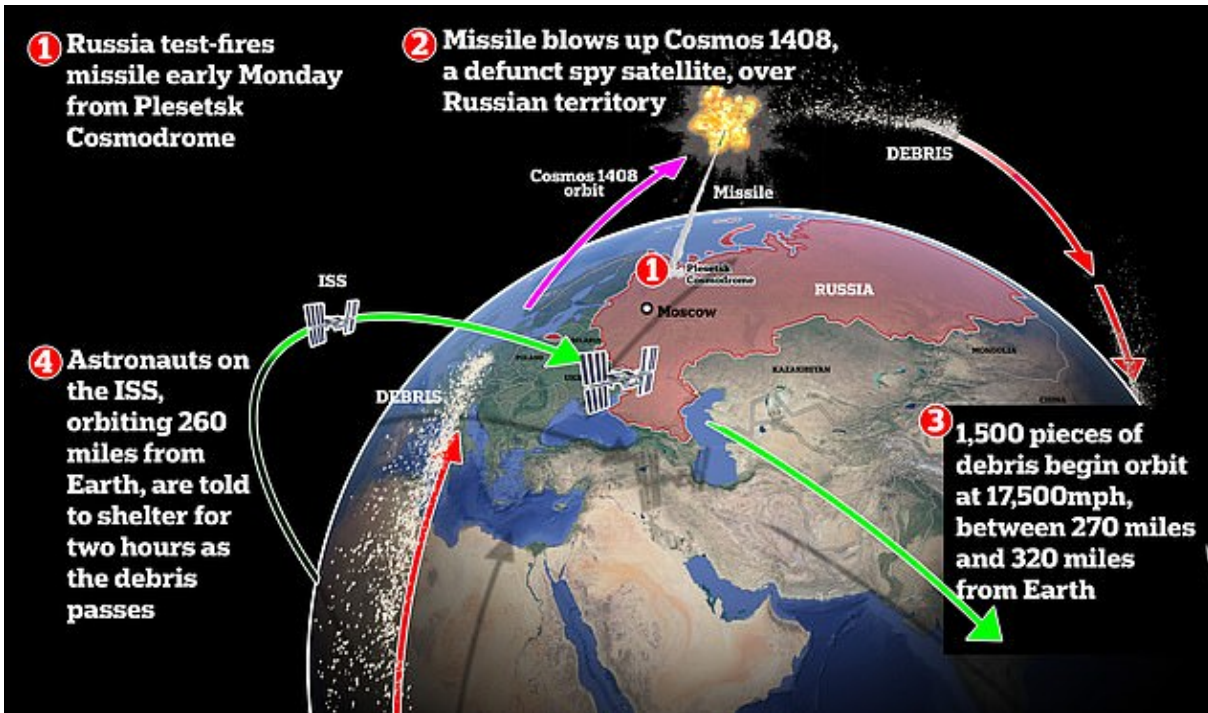 1 Russia test-fires
missile early Monday
from Plesetsk
Cosmodrome
2 Missile blows up Cosmos 1408,
a defunct spy satellite, over
Russian territory
DEBRIS
Cosmos 1408
orbit
Missile
ISS
1
Plesetsk
Cosmodrome
RUSSIA
Moscow
POLAND
KAZAKHSTAN
MONGOLIA
CHINA
4 Astronauts on
the ISS,
orbiting 260
miles from
Earth, are told
to shelter for
two hours as
the debris
passes
DEBRIS
3 1,500 pieces of
debris begin orbit
at 17,500mph,
between 270 miles
and 320 miles
from Earth